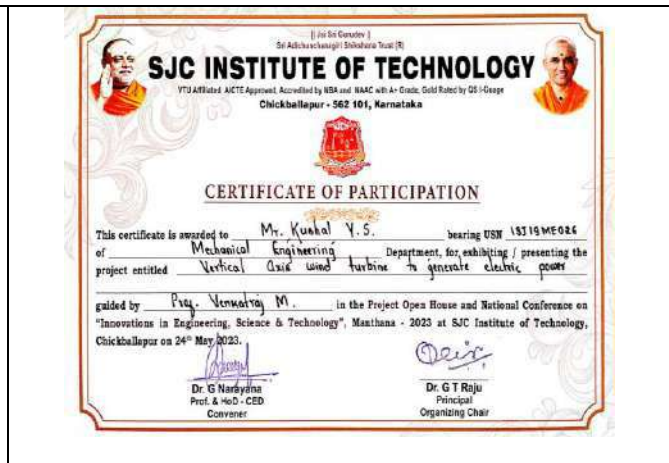 || Jai Sri Gurudev ||
Sri Adichunchanagiri Shikshana Trust (R)
SJC INSTITUTE OF TECHNOLOGY
VTU Affiliated AICTE Approved, Accredited by NBA and NAAC with A+ Grade, Gold Rated by QS I-Gauge
Chickballapur - 562 101, Karnataka
CERTIFICATE OF PARTICIPATION
This certificate is awarded to Mr. Kushal Y.S. bearing USN 1SJ19ME026
of Mechanical Engineering Department, for exhibiting / presenting the
project entitled Vertical axis wind turbine to generate electric power
guided by Prof. Venkatraj M. in the Project Open House and National Conference on
"Innovations in Engineering, Science & Technology", Manthana - 2023 at SJC Institute of Technology,
Chickballapur on 24th May 2023.
Dr. G Narayana
Prof. & HoD - CED
Convener
Dr. G T Raju
Principal
Organizing Chair